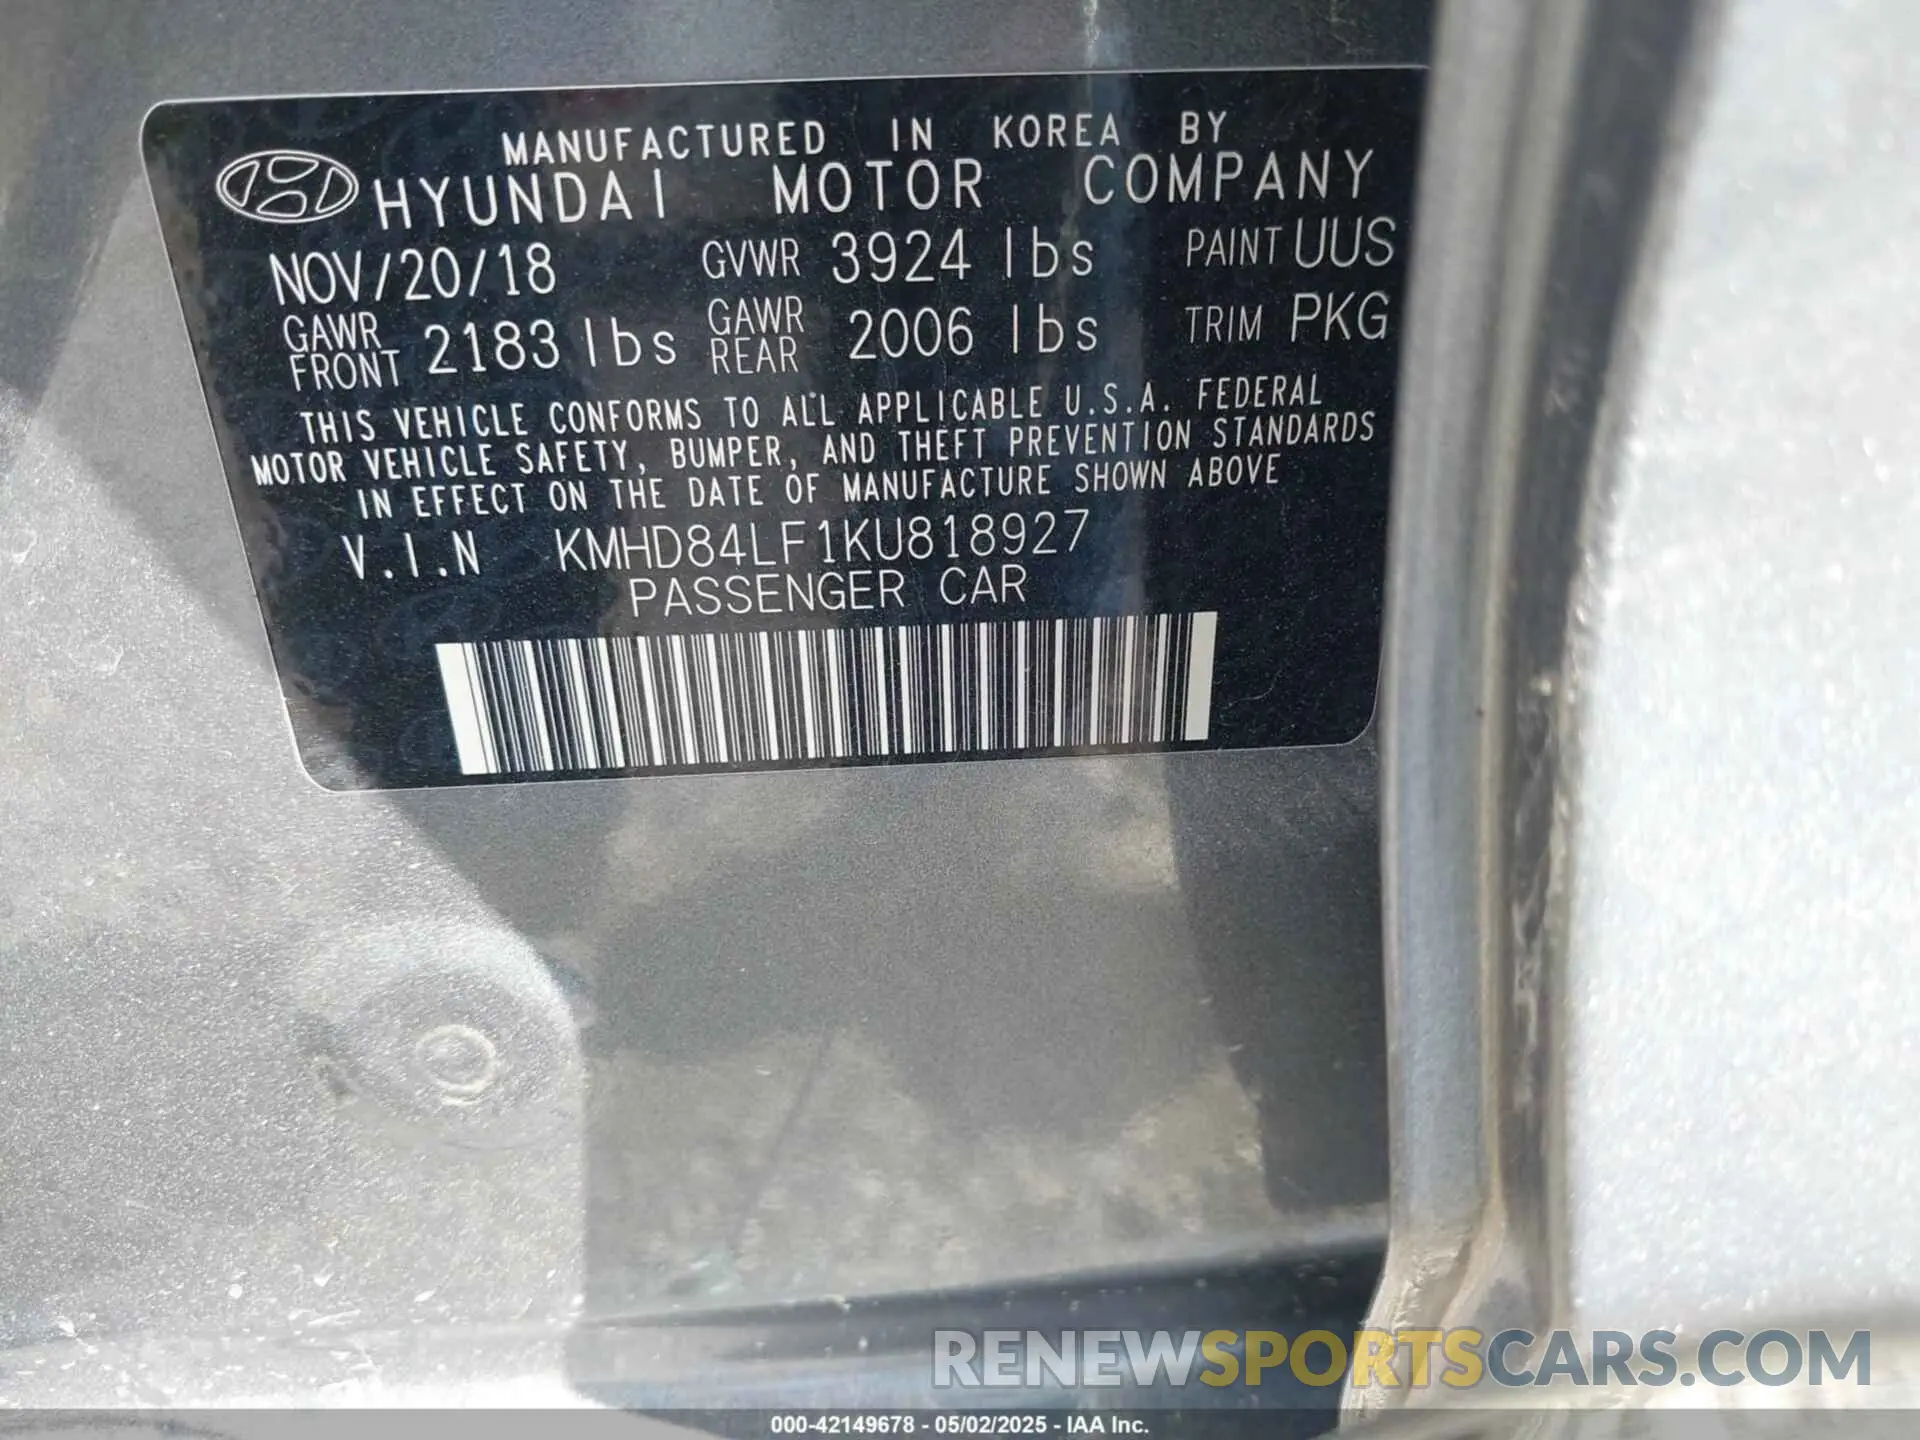 MANUFACTURED IN KOREA BY
HYUNDAI MOTOR COMPANY
NOV/20/18 GVWR 3924 lbs PAINT UUS
GAWR FRONT 2183 lbs GAWR REAR 2006 lbs TRIM PKG
THIS VEHICLE CONFORMS TO ALL APPLICABLE U.S.A. FEDERAL
MOTOR VEHICLE SAFETY, BUMPER, AND THEFT PREVENTION STANDARDS
IN EFFECT ON THE DATE OF MANUFACTURE SHOWN ABOVE
V.I.N KMHD84LF1KU818927
PASSENGER CAR
RENEWSPORTSCARS.COM
000-42149678 - 05/02/2025 - IAA Inc.